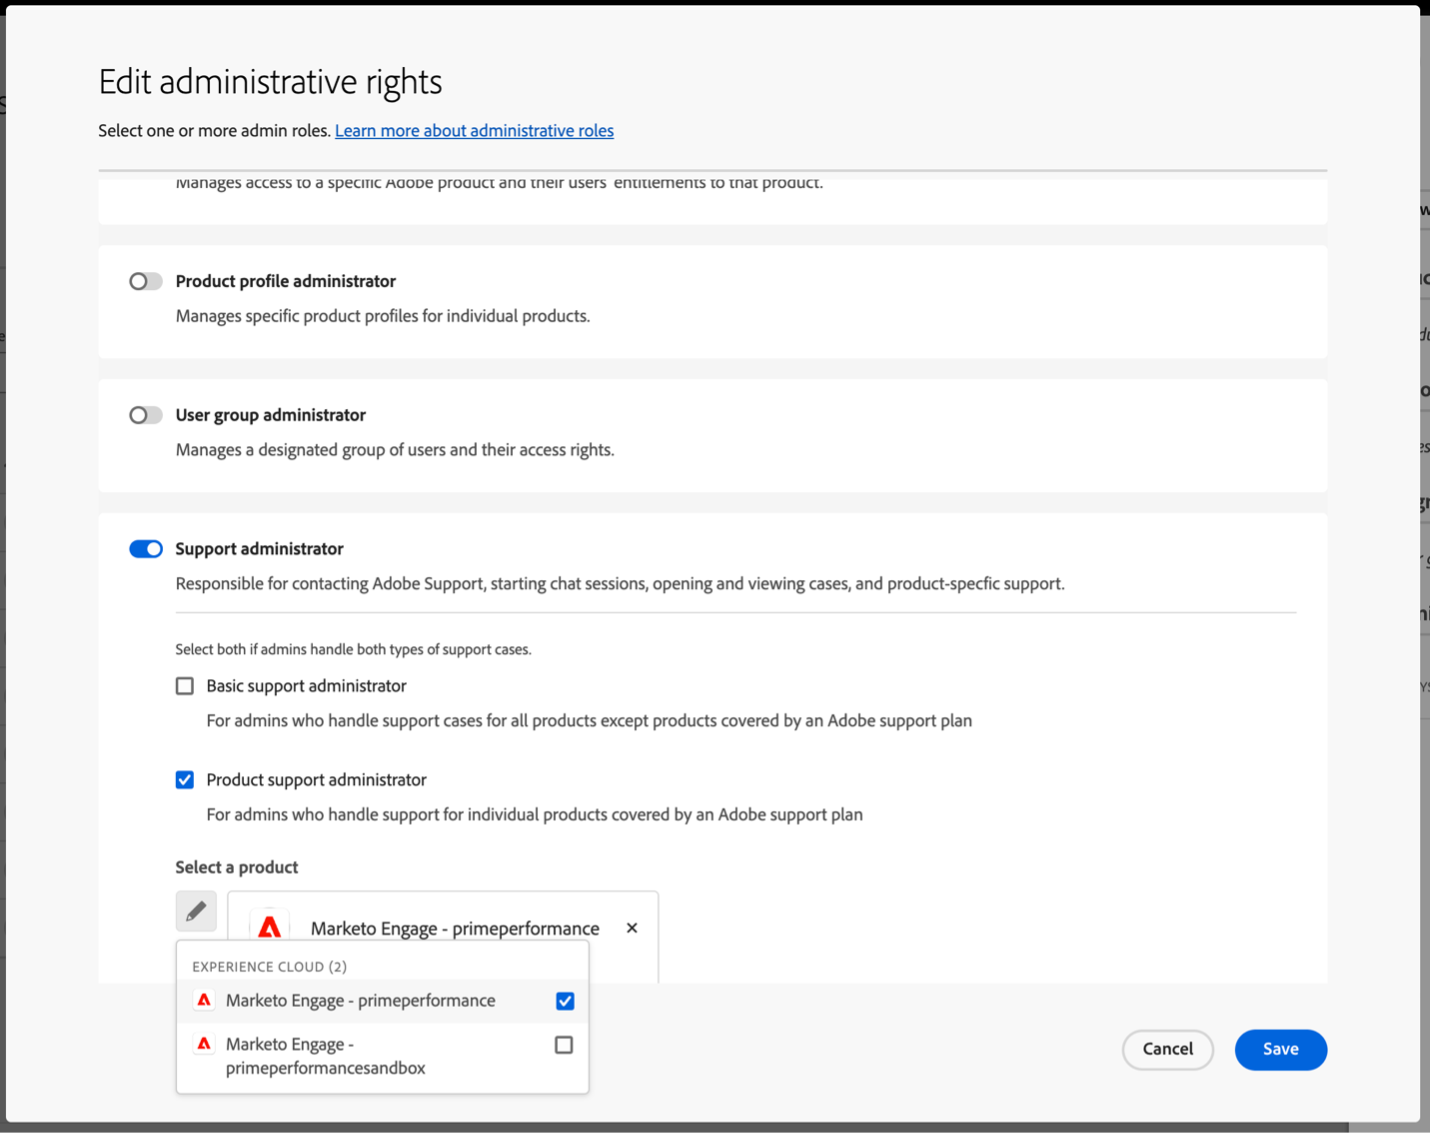 Edit administrative rights
Select one or more admin roles. Learn more about administrative roles
Manages access to a specific Adobe product and their users' entitlements to that product.
Product profile administrator
Manages specific product profiles for individual products.
User group administrator
Manages a designated group of users and their access rights.
Support administrator
Responsible for contacting Adobe Support, starting chat sessions, opening and viewing cases, and product-specfic support.
Select both if admins handle both types of support cases.
Basic support administrator
For admins who handle support cases for all products except products covered by an Adobe support plan
Product support administrator
For admins who handle support for individual products covered by an Adobe support plan
Select a product
Marketo Engage - primeperformance ×
EXPERIENCE CLOUD (2)
Marketo Engage - primeperformance
Marketo Engage -
primeperformancesandbox
Cancel Save